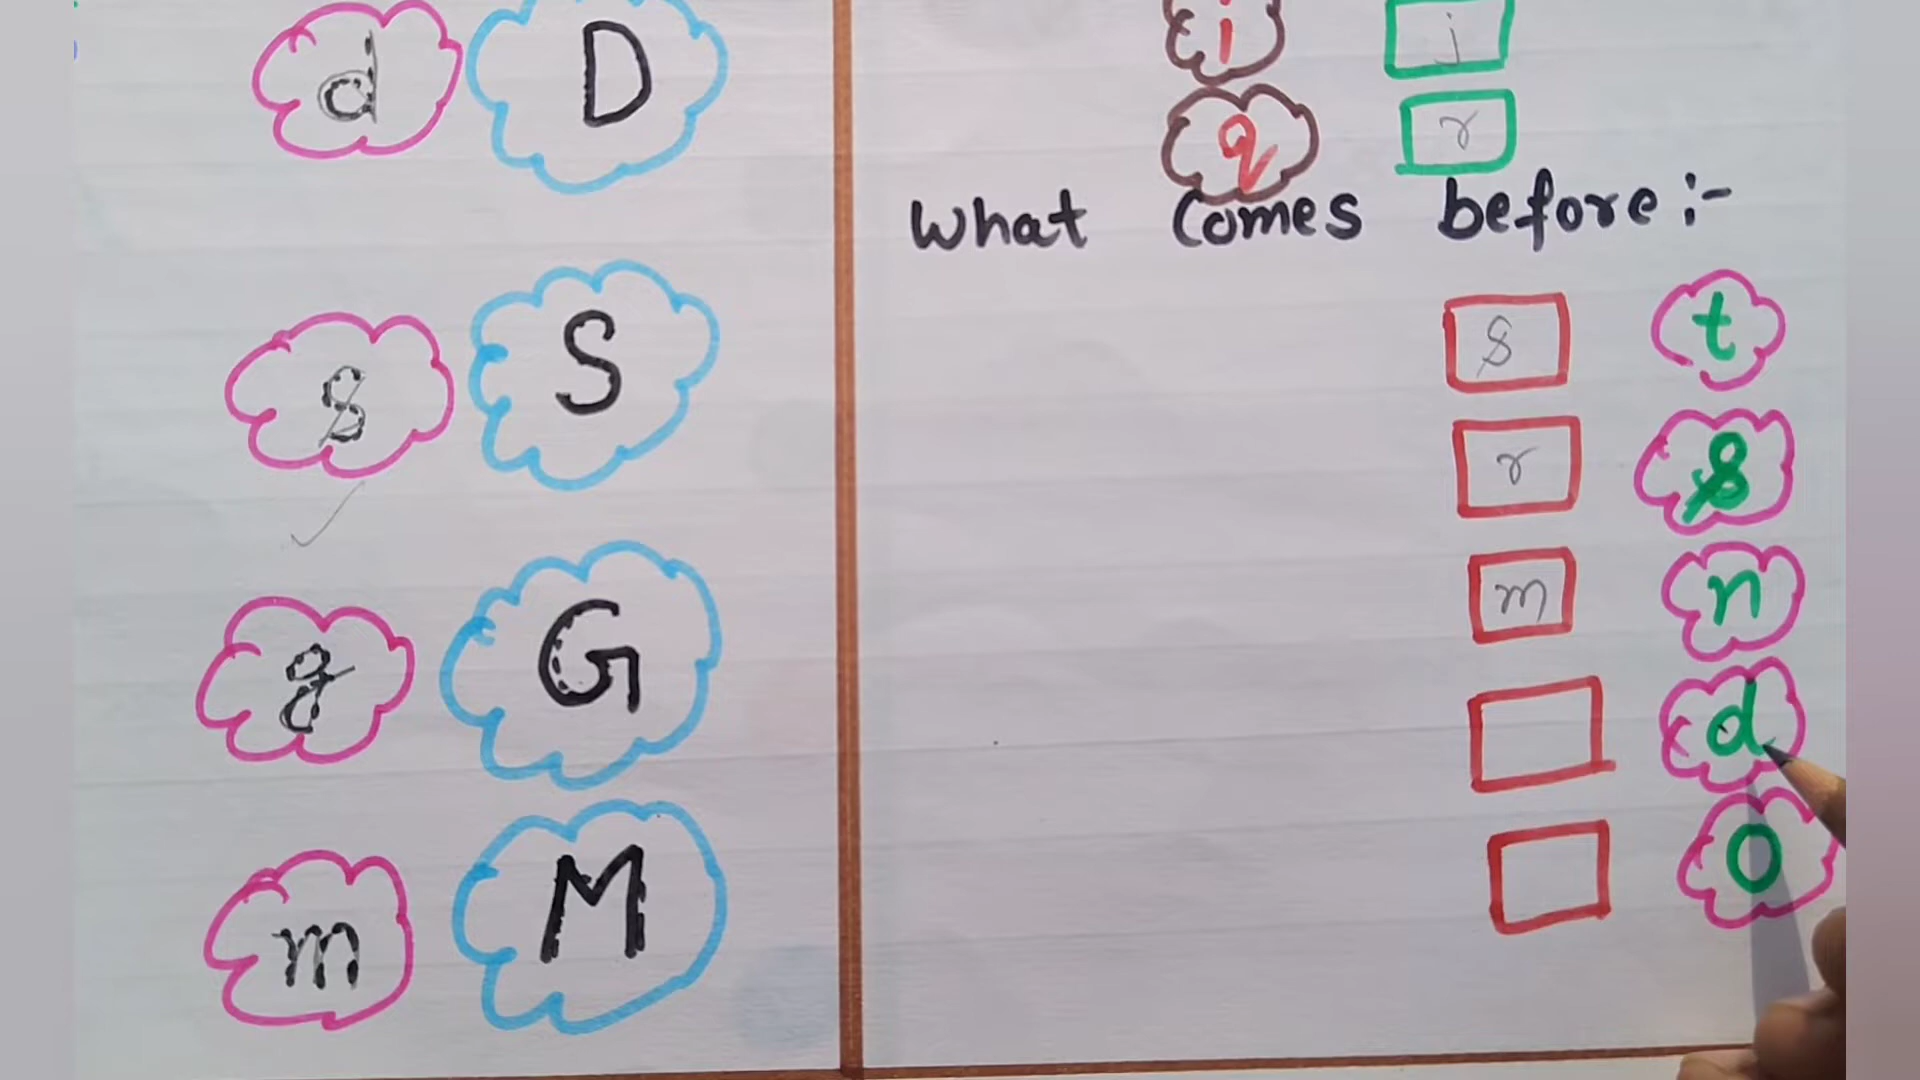 d D
i j
q r
What comes before :-
s S
s t
r s
g G
m n
d
m M
o